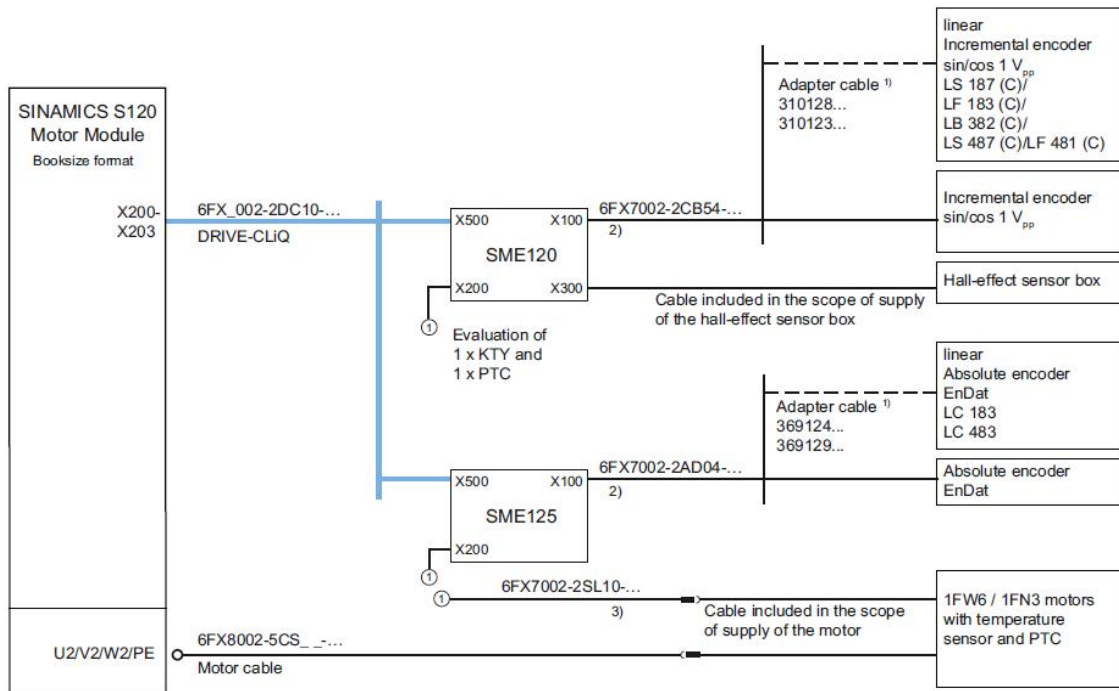 SINAMICS S120
Motor Module
Booksize format
X200-
X203
6FX_002-2DC10-...
DRIVE-CLiQ
X500
X100
SME120
X200
X300
1
Evaluation of
1 x KTY and
1 x PTC
6FX7002-2CB54-...
2)
Adapter cable 1)
310128...
310123...
linear
Incremental encoder
sin/cos 1 Vpp
LS 187 (C)/
LF 183 (C)/
LB 382 (C)/
LS 487 (C)/LF 481 (C)
Incremental encoder
sin/cos 1 Vpp
Hall-effect sensor box
Cable included in the scope of supply
of the hall-effect sensor box
linear
Absolute encoder
EnDat
LC 183
LC 483
Adapter cable 1)
369124...
369129...
X500
X100
SME125
X200
1
6FX7002-2AD04-...
2)
Absolute encoder
EnDat
1
6FX7002-2SL10-...
3)
Cable included in the scope
of supply of the motor
1FW6 / 1FN3 motors
with temperature
sensor and PTC
U2/V2/W2/PE
6FX8002-5CS_ _-...
Motor cable